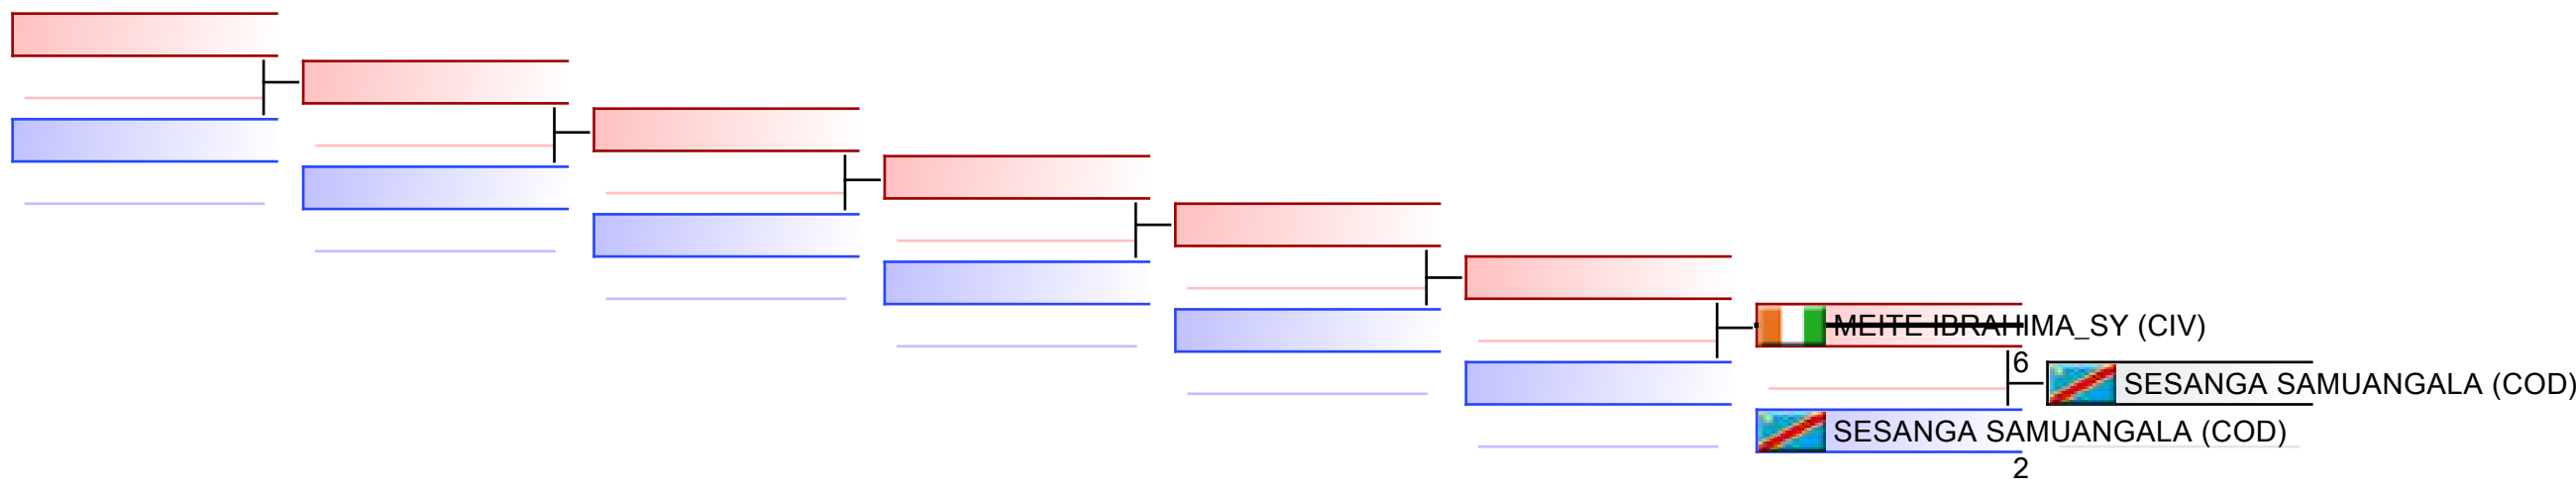 MEITE IBRAHIMA_SY (CIV)
6
SESANGA SAMUANGALA (COD)
SESANGA SAMUANGALA (COD)
2